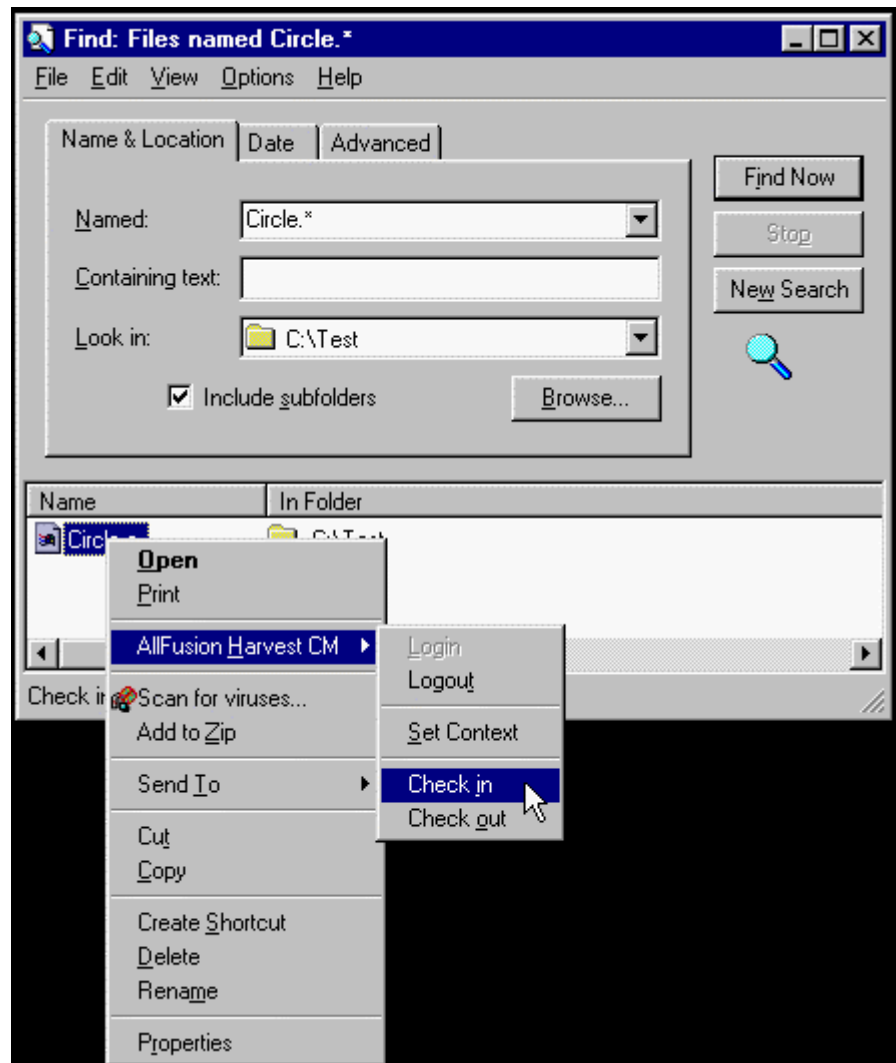 Find: Files named Circle.*
File Edit View Options Help
Name & Location Date Advanced
Find Now
Named: Circle.*
Stop
Containing text:
New Search
Look in: C:\Test
Include subfolders Browse...
Name In Folder
Open
Print
AllFusion Harvest CM
Login
Logout
Check
Scan for viruses...
Add to Zip
Set Context
Send To
Check in
Check out
Cut
Copy
Create Shortcut
Delete
Rename
Properties